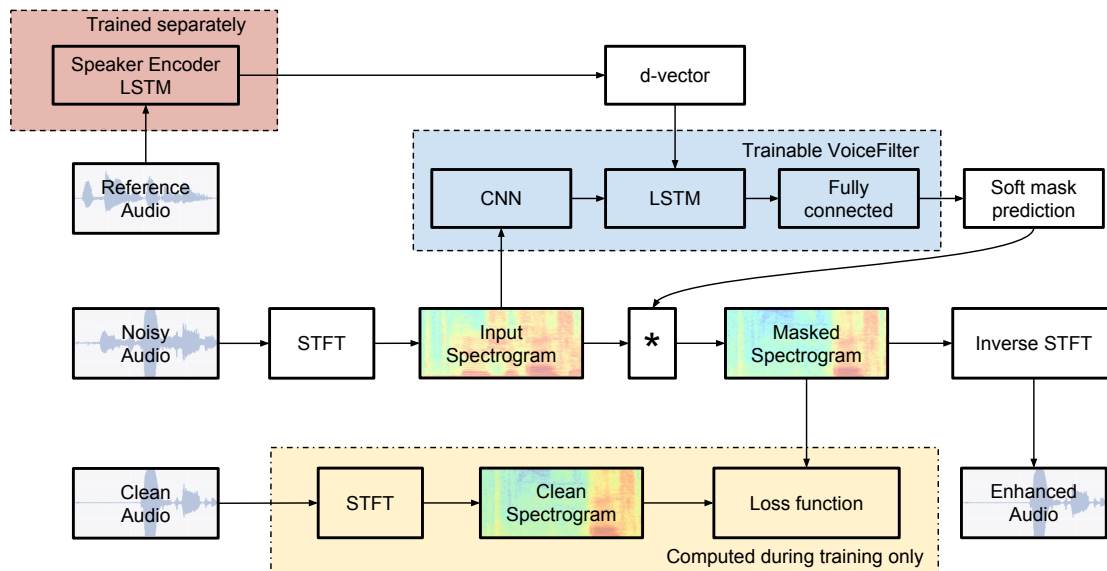 Trained separately
Speaker Encoder
LSTM
d-vector
Trainable VoiceFilter
Reference
Audio
CNN
LSTM
Fully
connected
Soft mask
prediction
Noisy
Audio
STFT
Input
Spectrogram
*
Masked
Spectrogram
Inverse STFT
Clean
Audio
STFT
Clean
Spectrogram
Loss function
Enhanced
Audio
Computed during training only